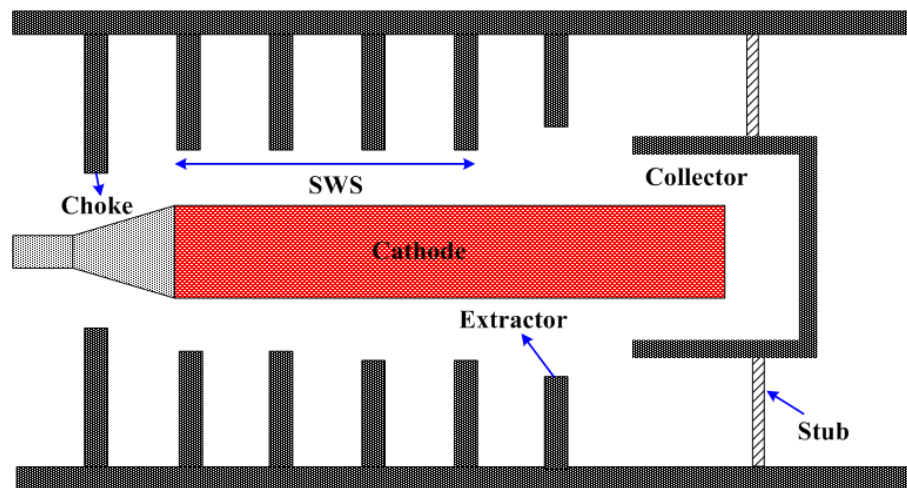 SWS
Collector
Choke
Cathode
Extractor
Stub